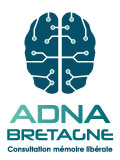 ADNA
BRETAGNE
Consultation mémoire libérale